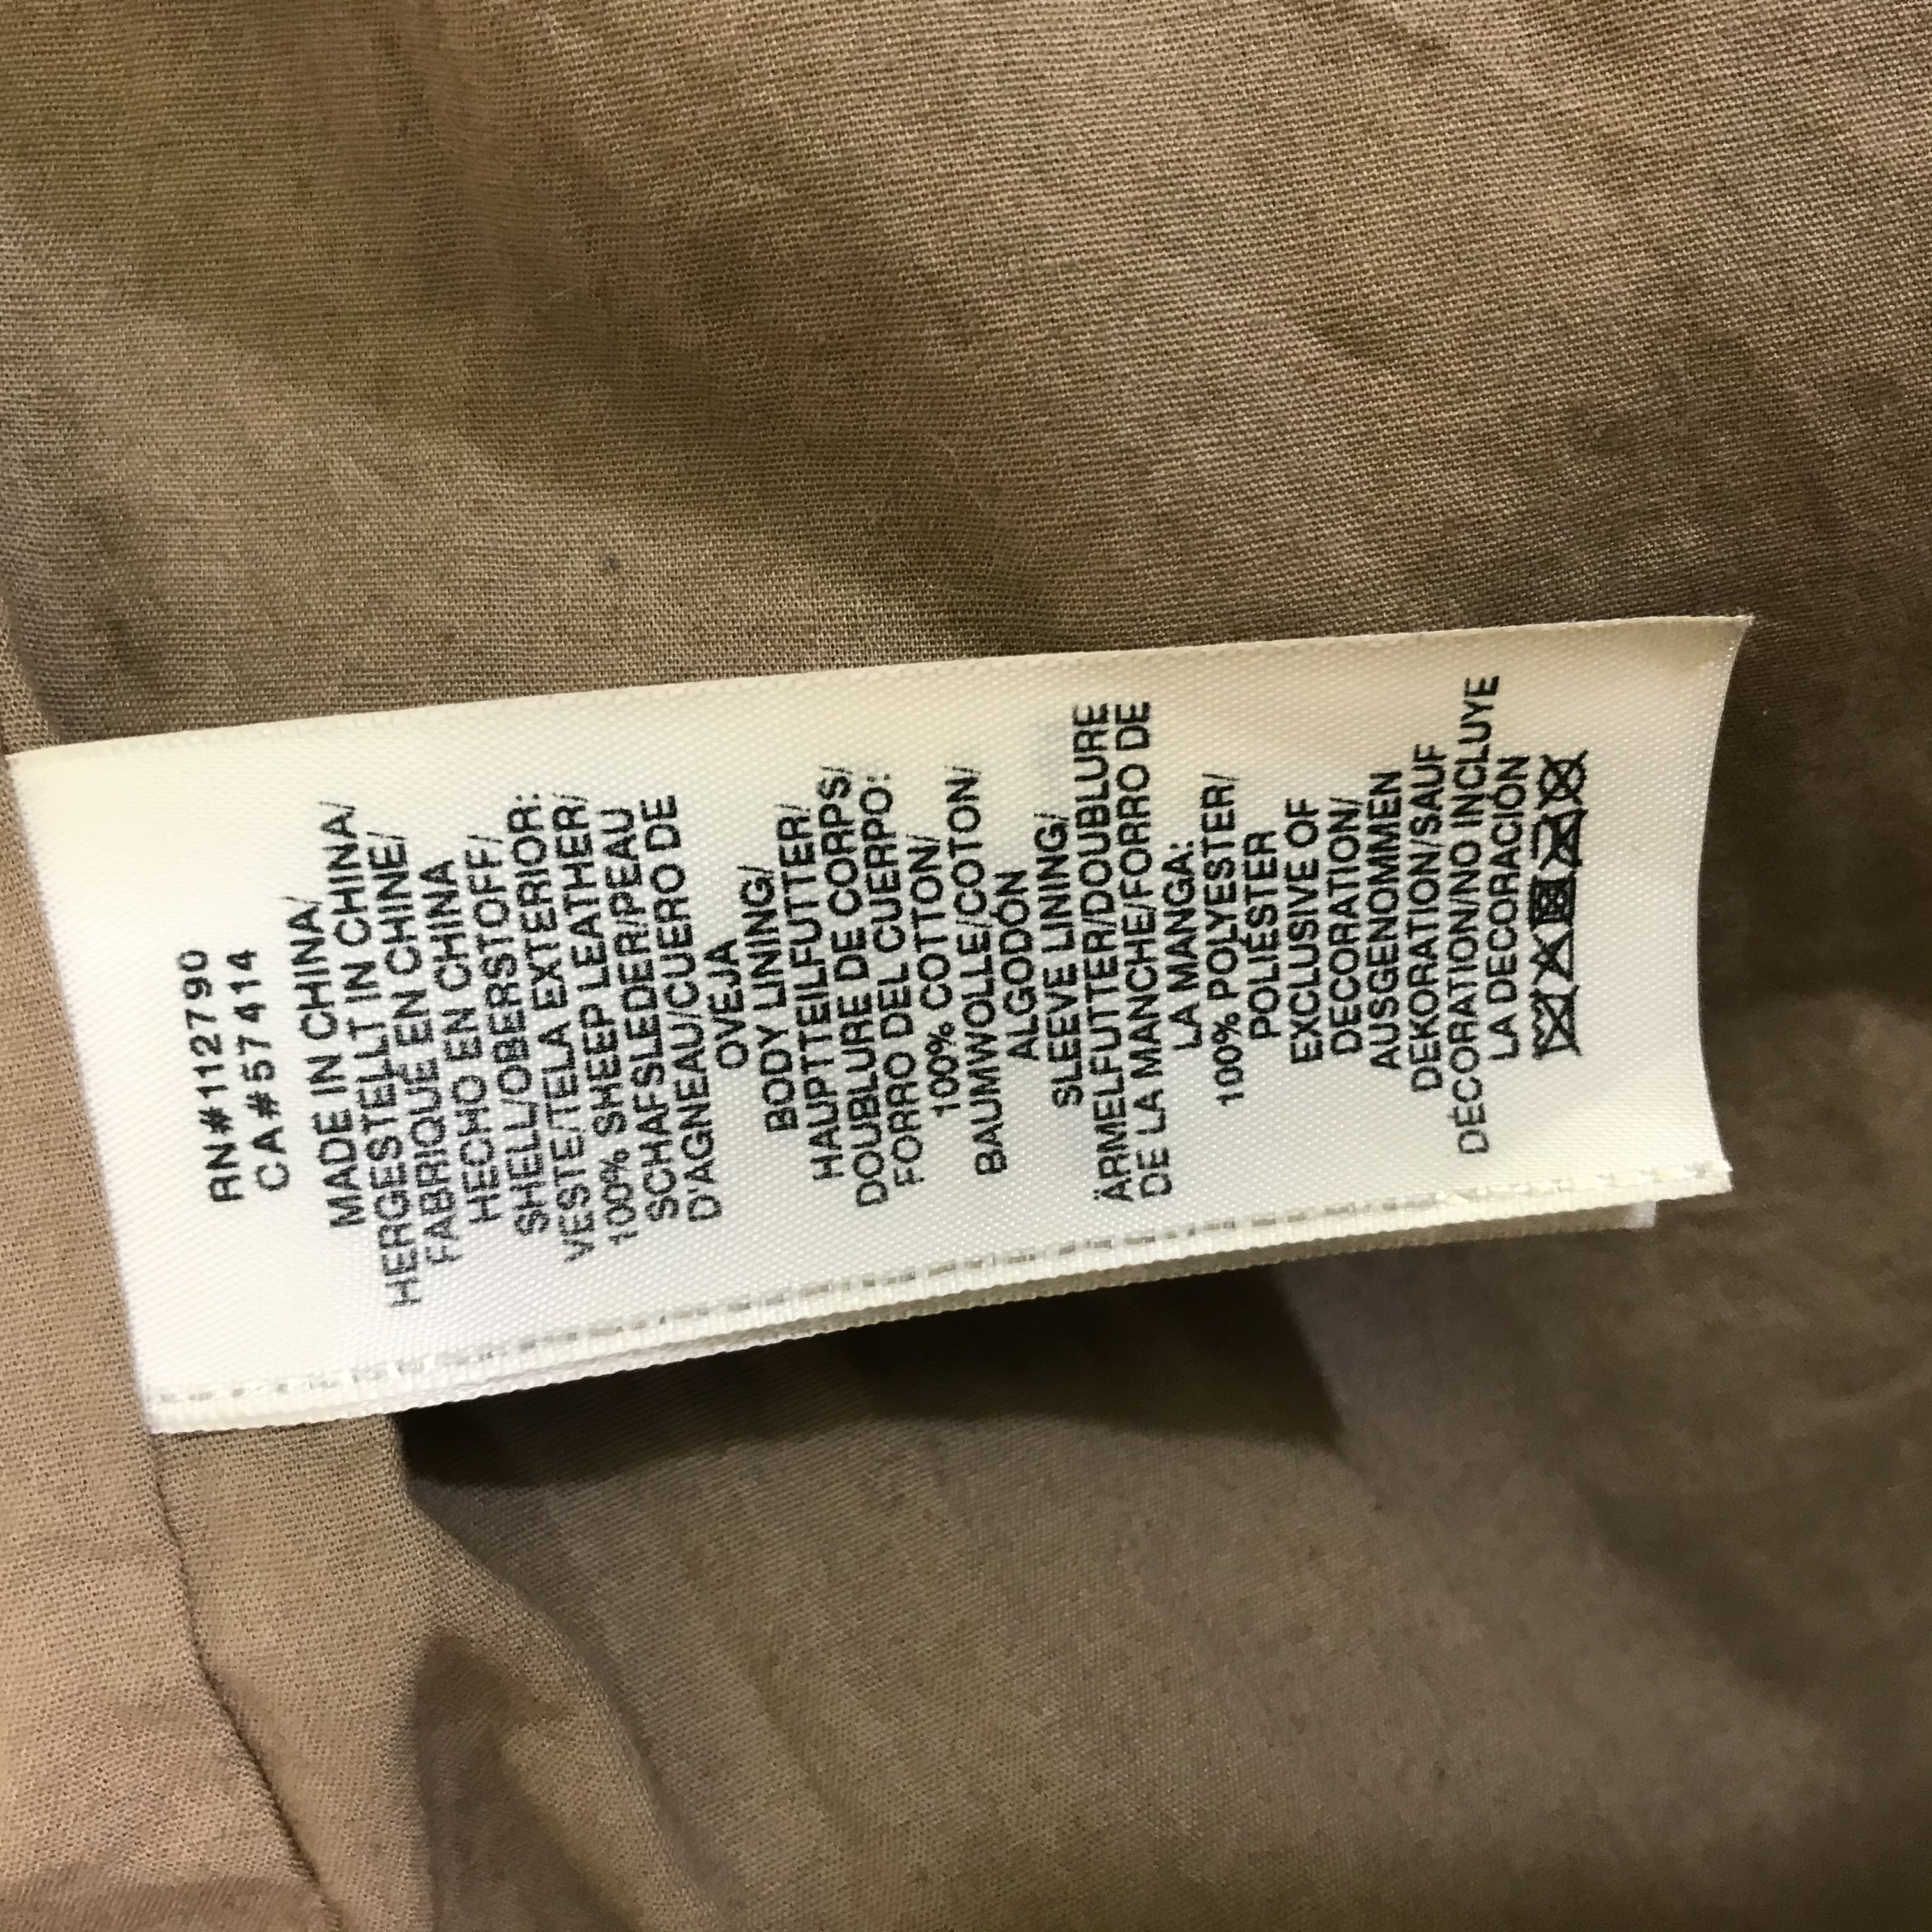 RN#112790
CA#57414
MADE IN CHINA/
HERGESTELLT IN CHINA/
FABRIQUÉ EN CHINE/
HECHO EN CHINA
SHELL/OBERSTOFF/
VESTE/TELA EXTERIOR:
100% SHEEP LEATHER/
SCHAFSLEDER/PEAU
D'AGNEAU/CUERO DE
OVEJA
BODY LINING/
HAUPTTEILFUTTER/
DOUBLURE DE CORPS/
FORRO DEL CUERPO:
100% COTTON/
BAUMWOLLE/COTON/
ALGODÓN
SLEEVE LINING/
ÄRMELFUTTER/DOUBLURE
DE LA MANCHE/FORRO DE
LA MANGA:
100% POLYESTER/
POLIÉSTER
EXCLUSIVE OF
DECORATION/
AUSGENOMMEN
DEKORATION/SAUF
DÉCORATION/NO INCLUYE
LA DECORACIÓN